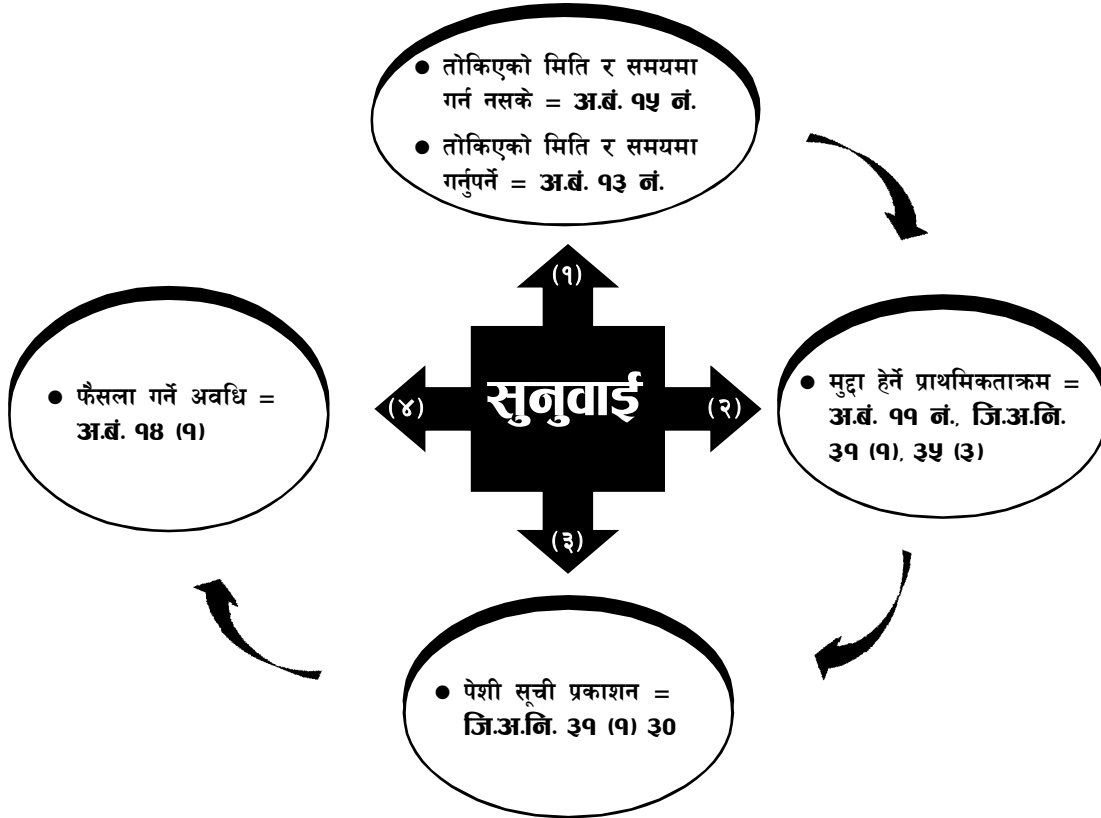 ● तोकिएको मिति र समयमा
गर्न नसके = अ.बं. १५ नं.
● तोकिएको मिति र समयमा
गर्नुपर्ने = अ.बं. १३ नं.
(१)
● फैसला गर्ने अवधि =
अ.बं. १४ (१)
(४)
सुनुवाई
(२)
● मुद्दा हेर्ने प्राथमिकताक्रम =
अ.बं. ११ नं., जि.अ.नि.
३१ (१), ३५ (३)
(३)
● पेशी सूची प्रकाशन =
जि.अ.नि. ३१ (१) ३०